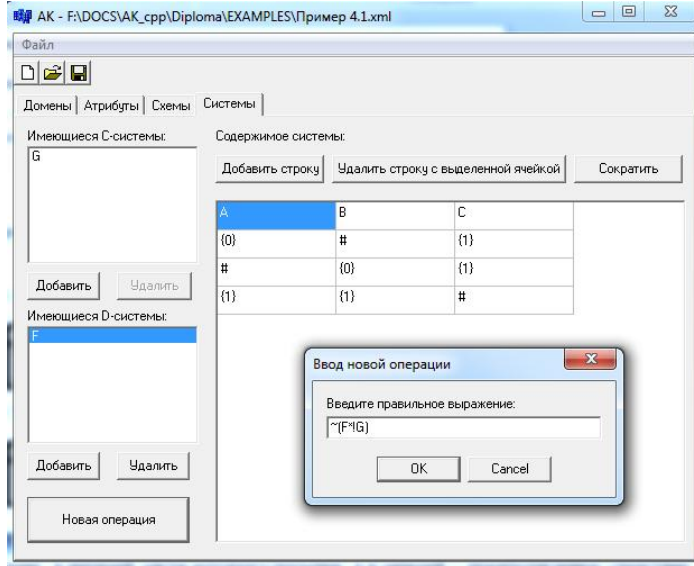 AK - F:\DOCS\AK_cpp\Diploma\EXAMPLES\Пример 4.1.xml
Файл
Домены Атрибуты Схемы Системы
Имеющиеся C-системы:
G
Добавить Удалить
Имеющиеся D-системы:
F
Добавить Удалить
Новая операция
Содержимое системы:
Добавить строку Удалить строку с выделенной ячейкой Сократить
A B C
{0} # {1}
# {0} {1}
{1} {1} #
Ввод новой операции
Введите правильное выражение:
~(F*!G)
OK Cancel